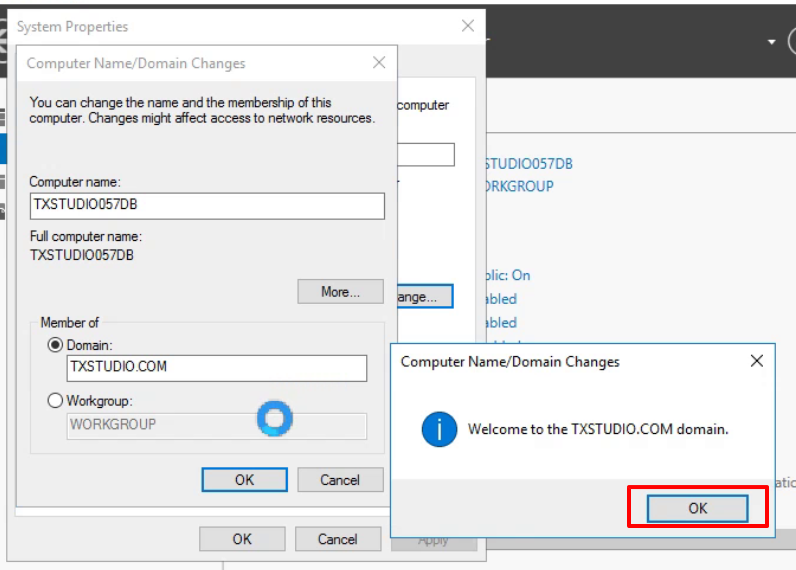 System Properties
Computer Name/Domain Changes
You can change the name and the membership of this
computer. Changes might affect access to network resources.
computer
Computer name:
TXSTUDIO057DB
STUDIO057DB
ORKGROUP
Full computer name:
TXSTUDIO057DB
More...
ange...
blic: On
abled
abled
Member of
Domain:
TXSTUDIO.COM
Workgroup:
WORKGROUP
OK
Cancel
Computer Name/Domain Changes
Welcome to the TXSTUDIO.COM domain.
OK
OK
Cancel
Apply